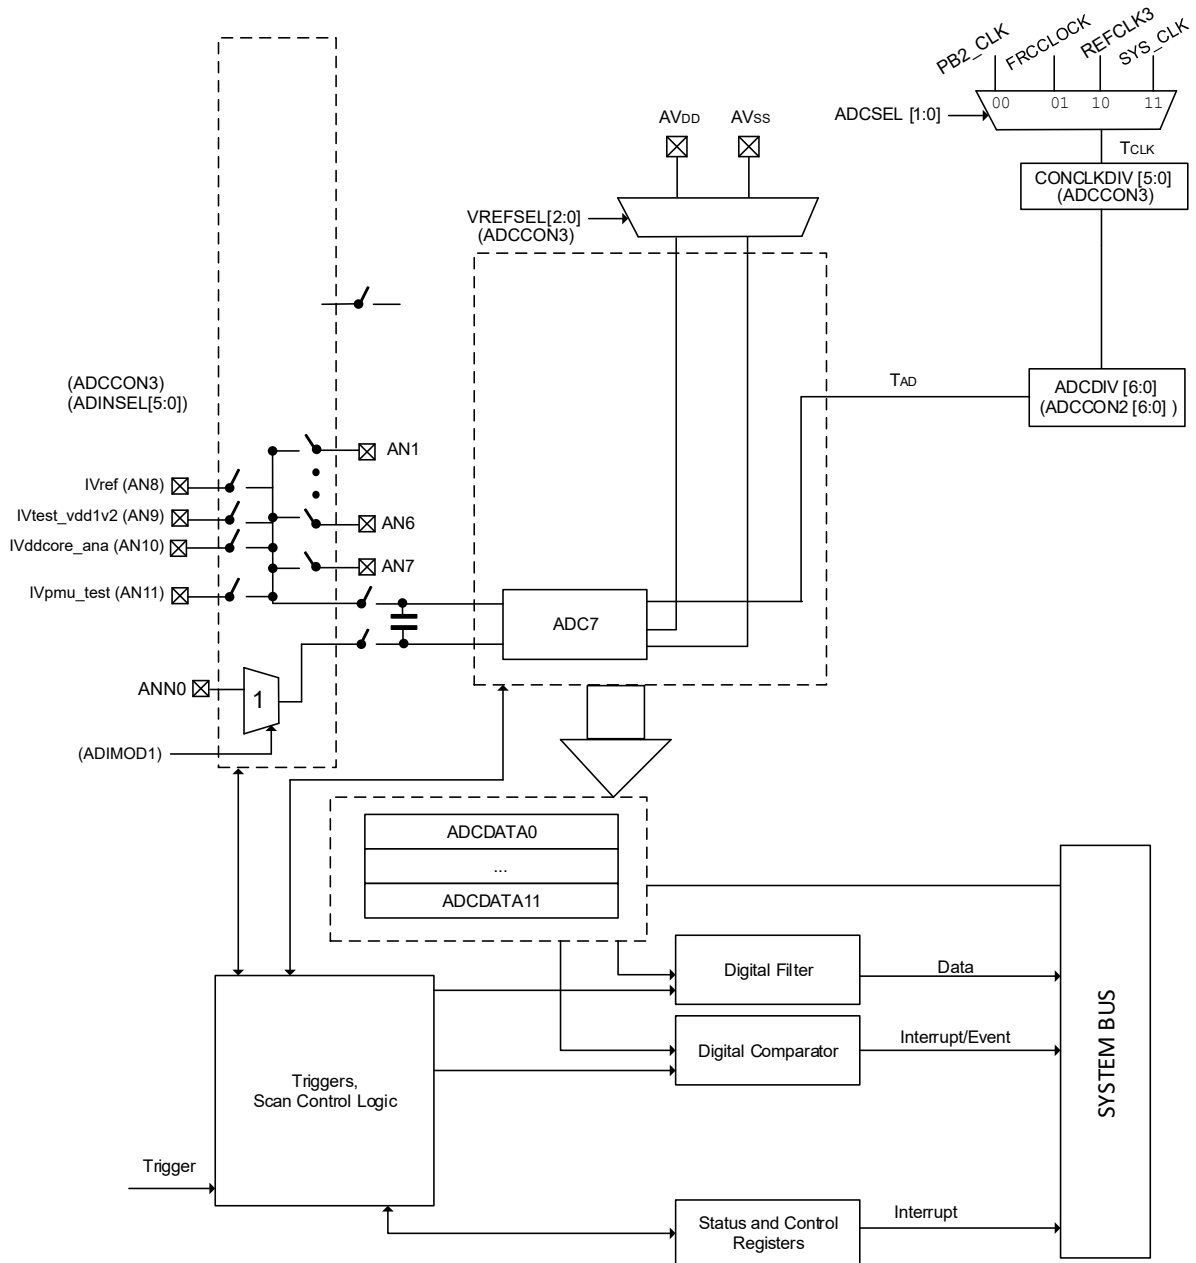 PB2_CLK
FRCCLOCK
REFCLK3
SYS_CLK
00 01 10 11
ADCSEL [1:0]
TCLK
CONCLKDIV [5:0]
(ADCCON3)
AVDD
AVSS
VREFSEL[2:0]
(ADCCON3)
(ADCCON3)
(ADINSEL[5:0])
TAD
ADCDIV [6:0]
(ADCCON2 [6:0] )
AN1
IVref (AN8)
IVtest_vdd1v2 (AN9)
AN6
IVddcore_ana (AN10)
AN7
IVpmu_test (AN11)
ADC7
ANN0
1
(ADIMOD1)
ADCDATA0
...
ADCDATA11
Digital Filter
Data
Digital Comparator
Interrupt/Event
SYSTEM BUS
Triggers,
Scan Control Logic
Trigger
Status and Control
Registers
Interrupt